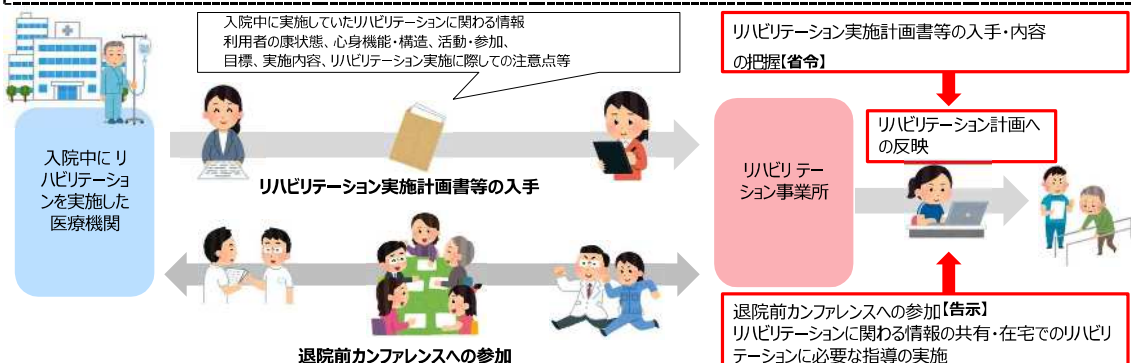 入院中に実施していたリハビリテーションに関わる情報
利用者の康状態、心身機能・構造、活動・参加、
目標、実施内容、リハビリテーション実施に際しての注意点等
リハビリテーション実施計画書等の入手・内容
の把握【省令】
リハビリテーション計画へ
の反映
入院中に リ
ハビリテーショ
ンを実施した
医療機関
リハビリテーション実施計画書等の入手
リハビリ テー
ション事業所
退院前カンファレンスへの参加
退院前カンファレンスへの参加【告示】
リハビリテーションに関わる情報の共有・在宅でのリハビリ
テーションに必要な指導の実施